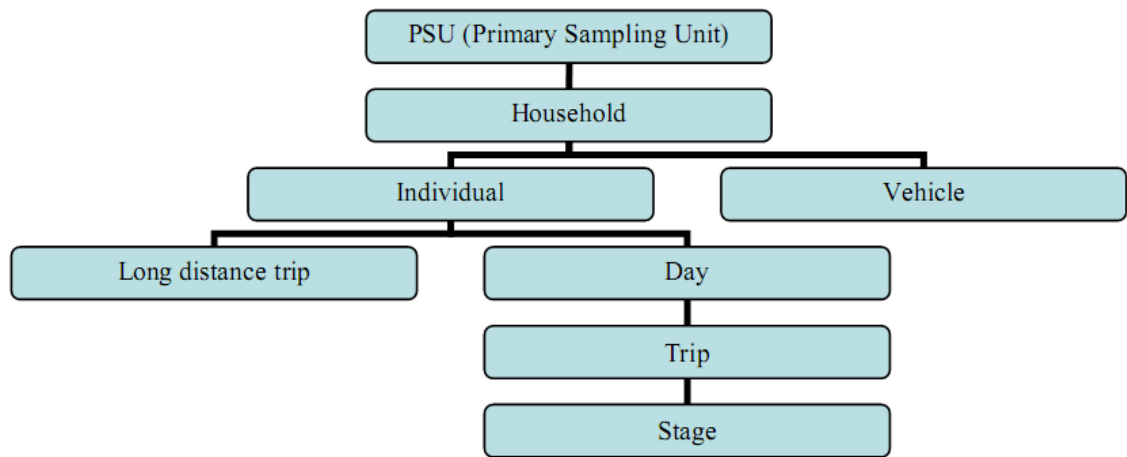 PSU (Primary Sampling Unit)
Household
Individual
Vehicle
Long distance trip
Day
Trip
Stage